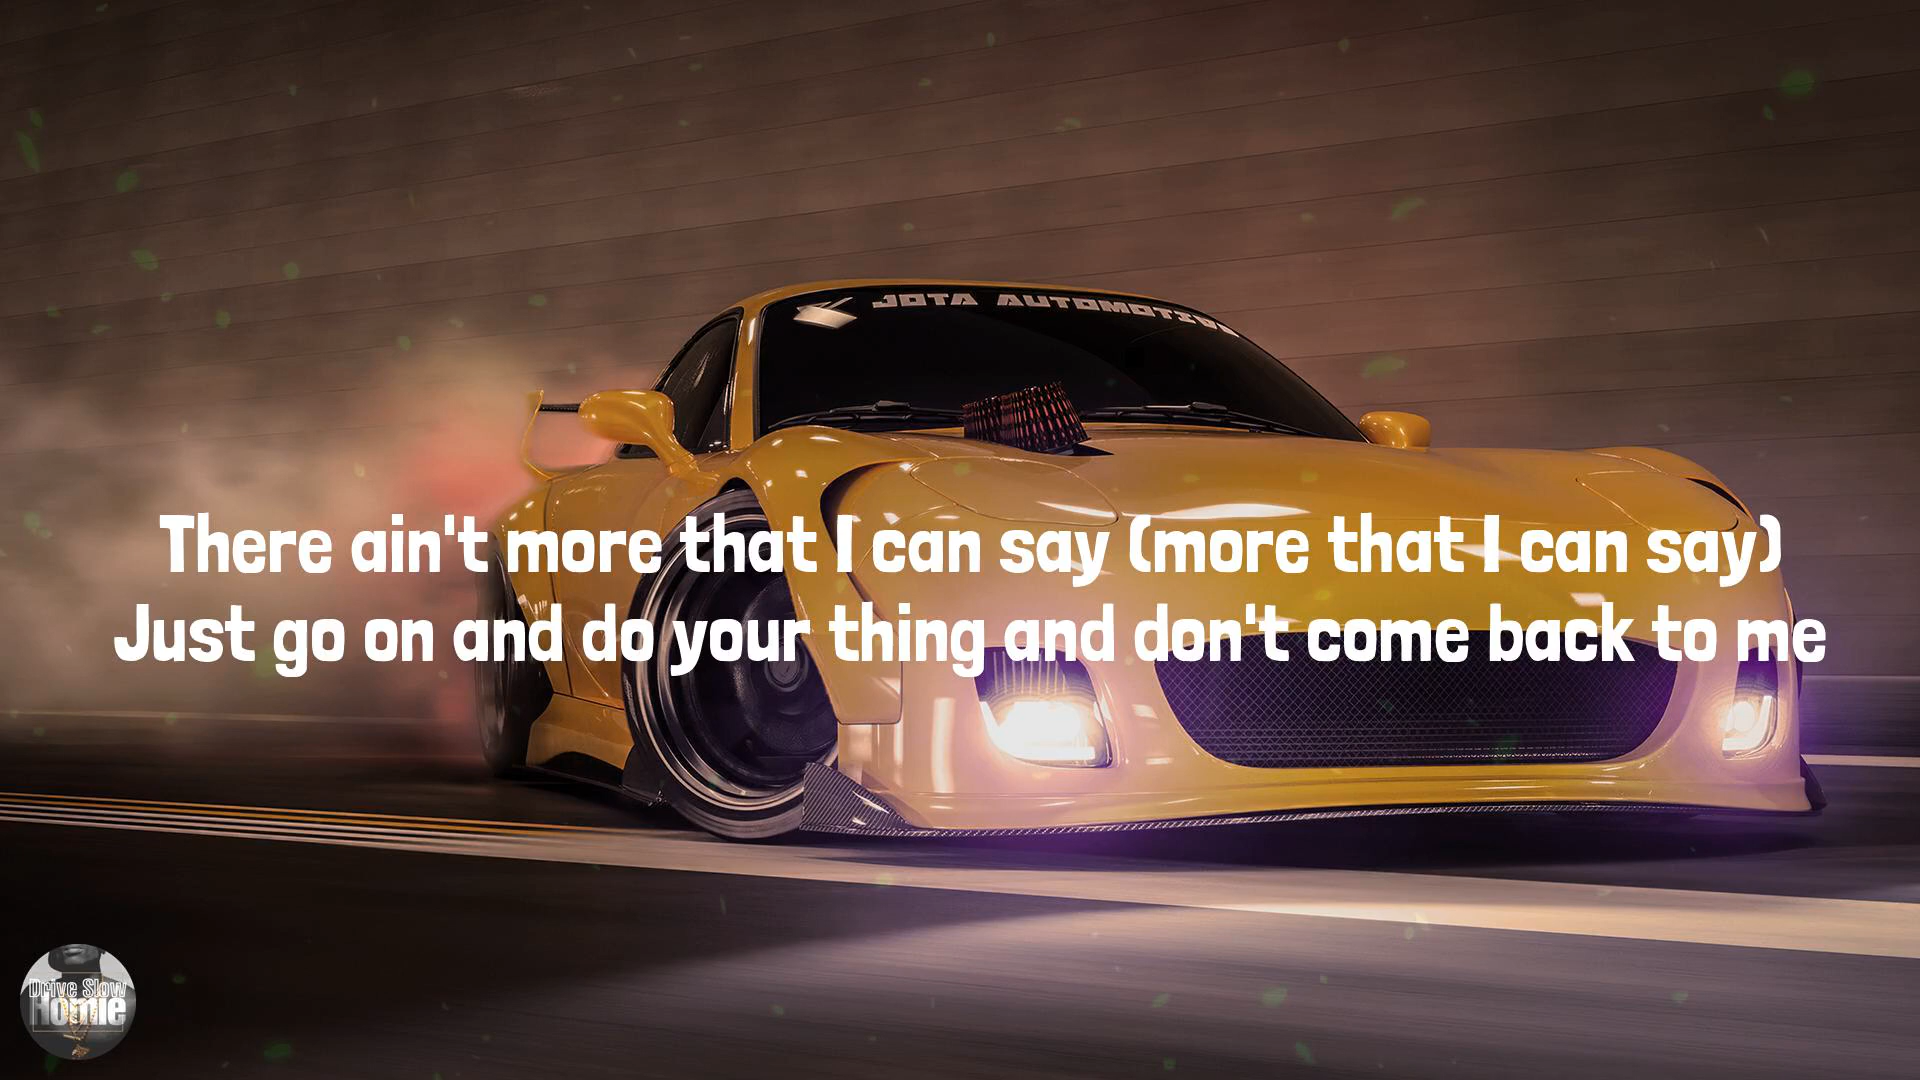 JOTA AUTOMOTIVE
There ain't more that I can say (more that I can say)
Just go on and do your thing and don't come back to me
Drive Slow
Homie